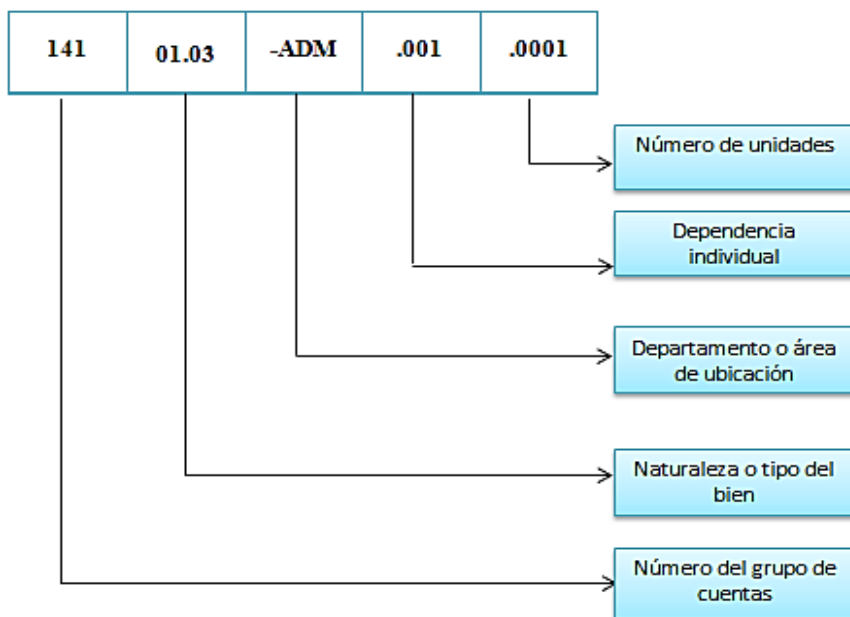 141 01.03 -ADM .001 .0001
Número de unidades
Dependencia
individual
Departamento o área
de ubicación
Naturaleza o tipo del
bien
Número del grupo de
cuentas